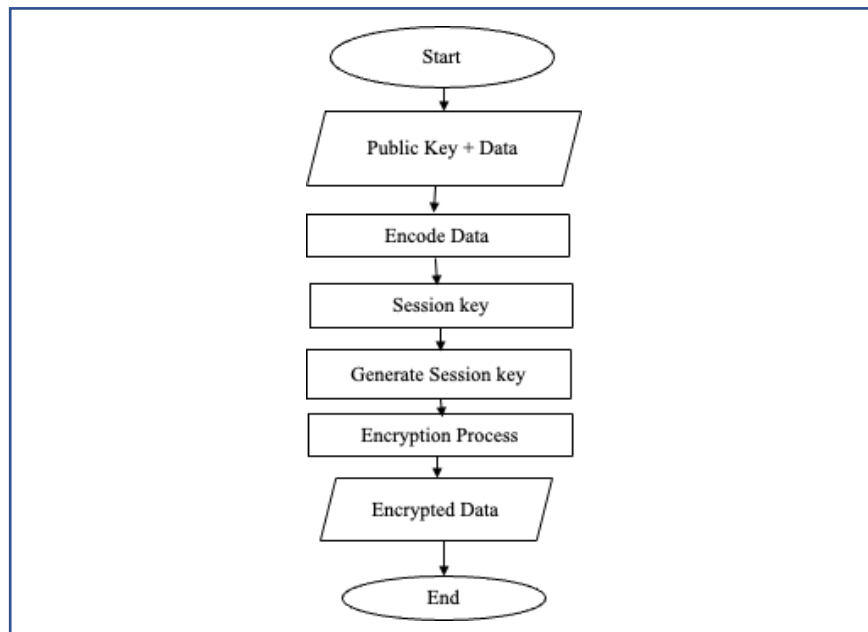 Start
Public Key + Data
Encode Data
Session key
Generate Session key
Encryption Process
Encrypted Data
End